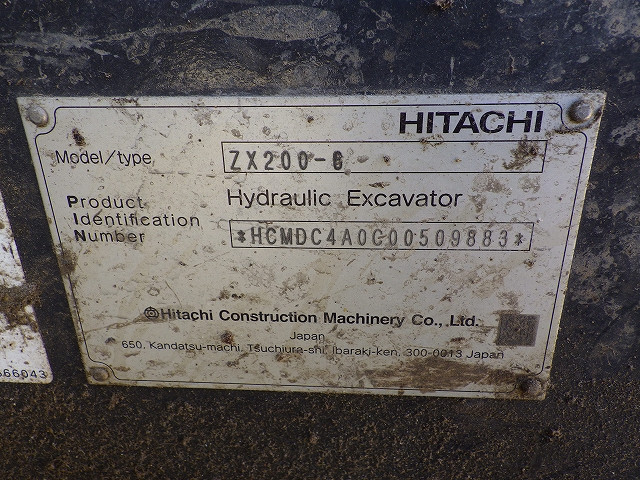 HITACHI
Model/type ZX200-6
Product Identification Number
Hydraulic Excavator
*HCMDC4A0C00509883*
Hitachi Construction Machinery Co., Ltd.
Japan
650, Kandatsu-machi, Tsuchiura-shi, Ibaraki-ken, 300-0013 Japan
66043